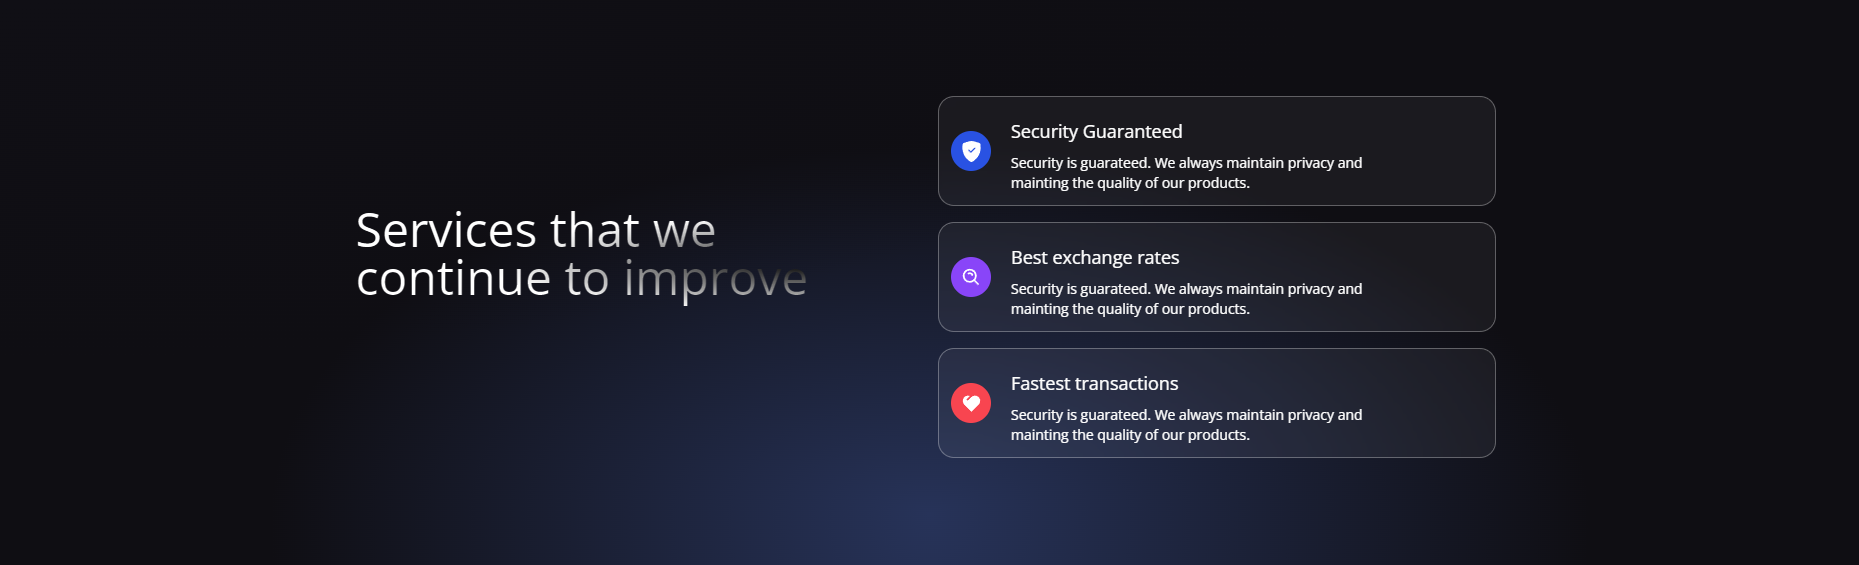 Services that we
continue to improve
Security Guaranteed
Security is guarateed. We always maintain privacy and
mainting the quality of our products.
Best exchange rates
Security is guarateed. We always maintain privacy and
mainting the quality of our products.
Fastest transactions
Security is guarateed. We always maintain privacy and
mainting the quality of our products.